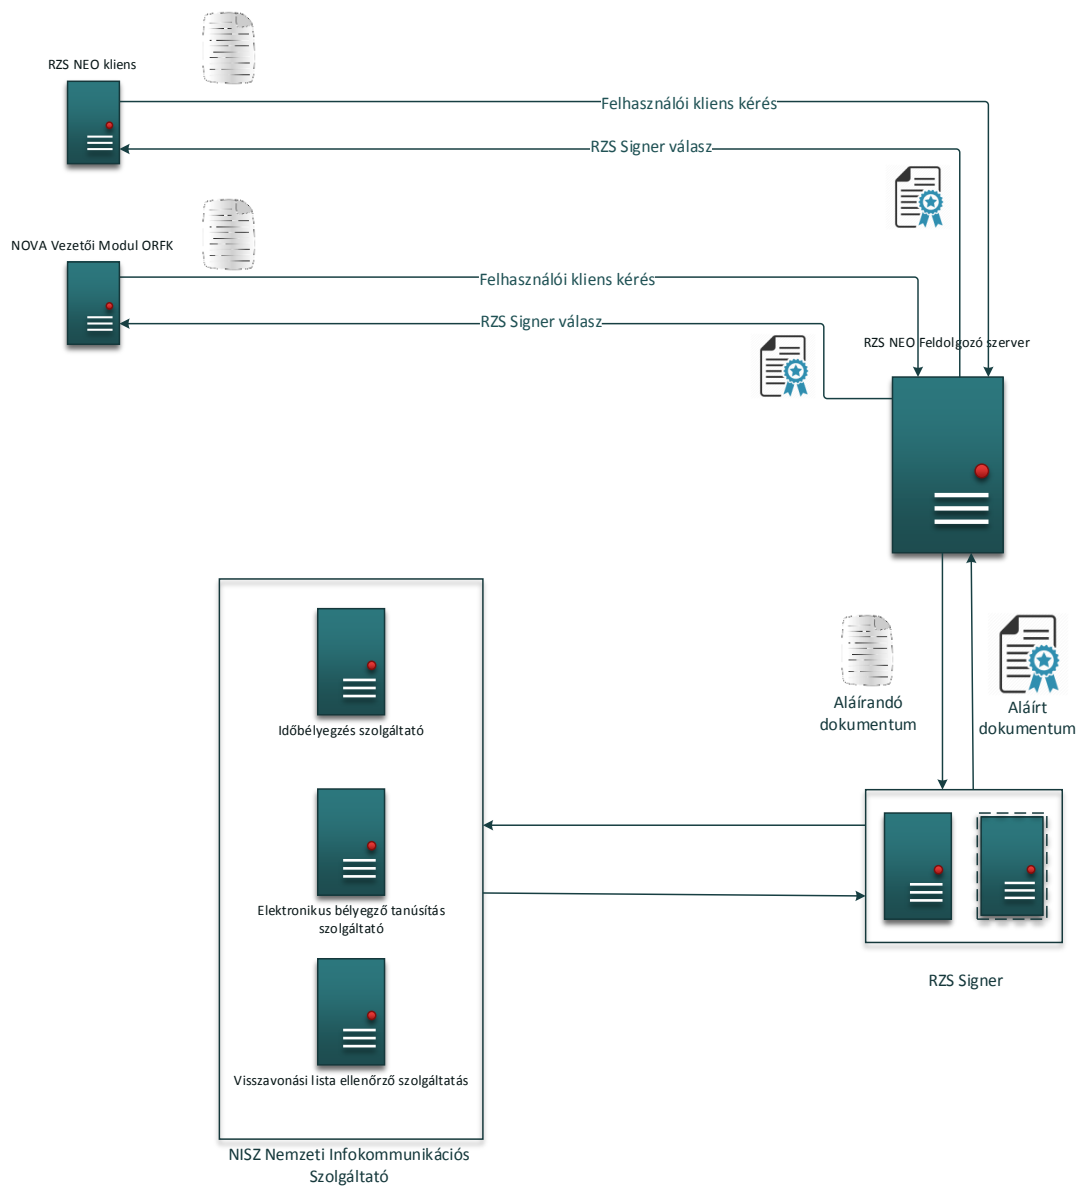 RZS NEO kliens
Felhasználói kliens kérés
RZS Signer válasz
NOVA Vezetői Modul ORFK
Felhasználói kliens kérés
RZS Signer válasz
RZS NEO Feldolgozó szerver
Aláírandó
dokumentum
Aláírt
dokumentum
Időbélyegzés szolgáltató
Elektronikus bélyegző tanúsítás
szolgáltató
Visszavonási lista ellenőrző szolgáltatás
RZS Signer
NISZ Nemzeti Infokommunikációs
Szolgáltató